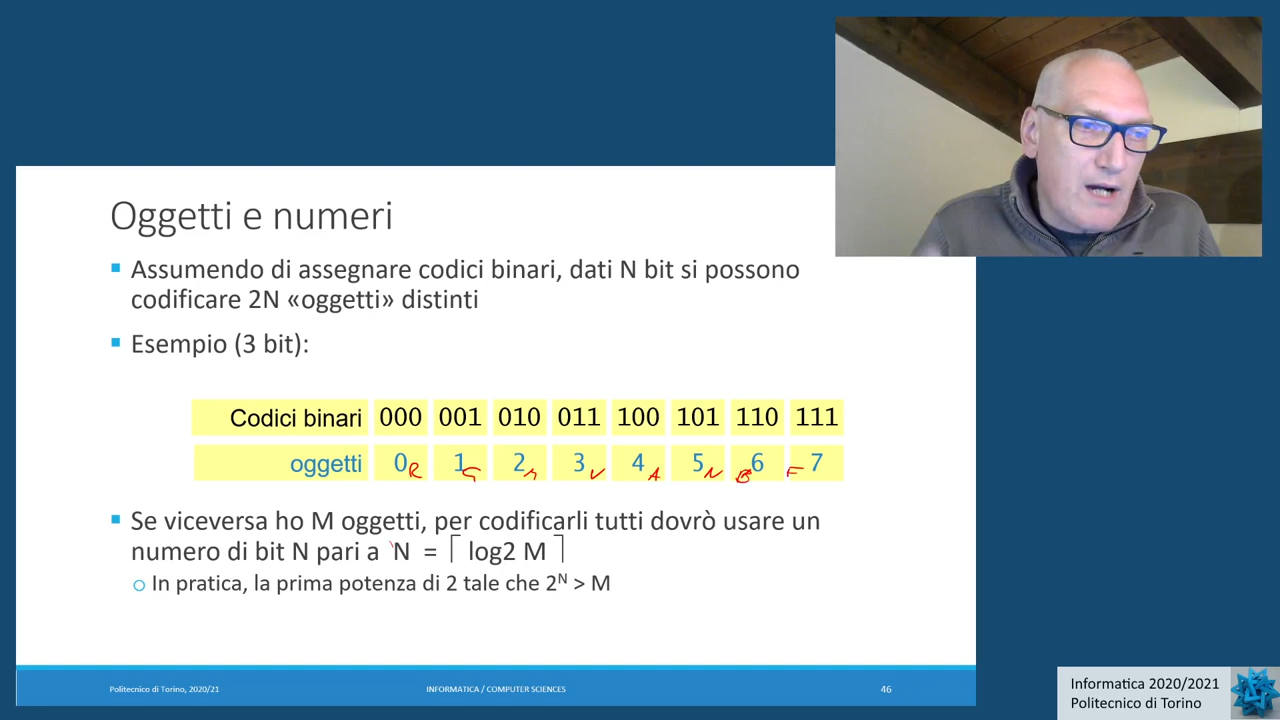 Oggetti e numeri
Assumendo di assegnare codici binari, dati N bit si possono
codificare 2N «oggetti» distinti
Esempio (3 bit):
Codici binari 000 001 010 011 100 101 110 111
oggetti 0 R 1 G 2 3 V 4 A 5 N B 6 F 7
Se viceversa ho M oggetti, per codificarli tutti dovrò usare un
numero di bit N pari a N = ⌈ log2 M ⌉
In pratica, la prima potenza di 2 tale che 2ᴺ > M
Politecnico di Torino, 2020/21 INFORMATICA / COMPUTER SCIENCES 46
Informatica 2020/2021
Politecnico di Torino